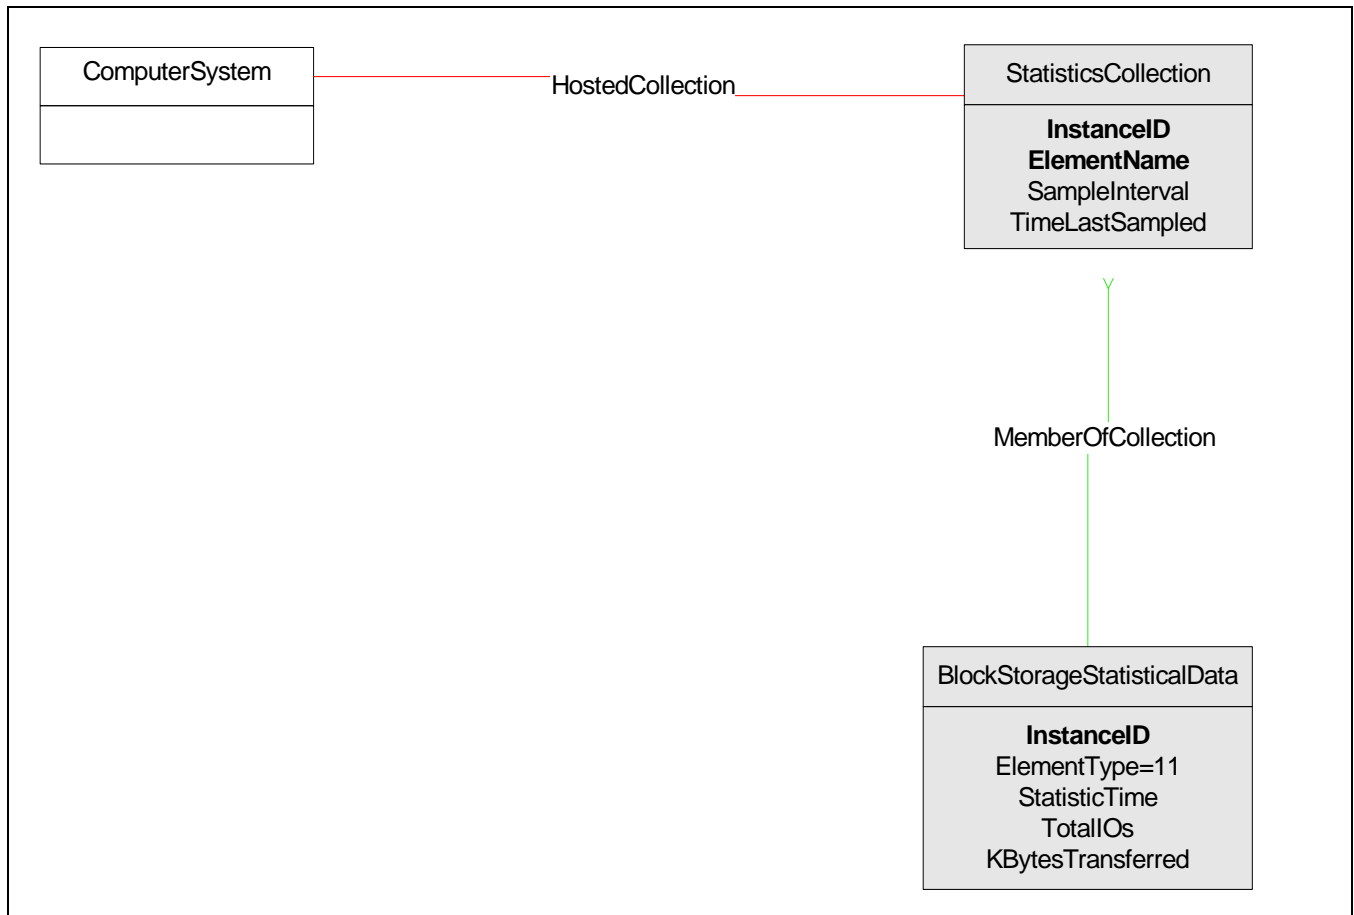 ComputerSystem
HostedCollection
StatisticsCollection
InstanceID
ElementName
SampleInterval
TimeLastSampled
MemberOfCollection
BlockStorageStatisticalData
InstanceID
ElementType=11
StatisticTime
TotalIOs
KBytesTransferred